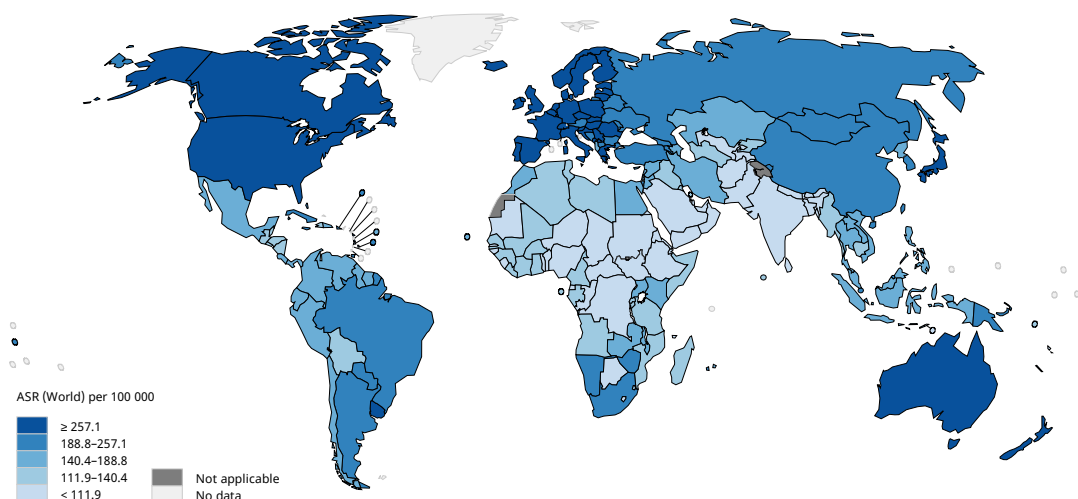 ASR (World) per 100 000
≥ 257.1
188.8–257.1
140.4–188.8
111.9–140.4
< 111.9
Not applicable
No data